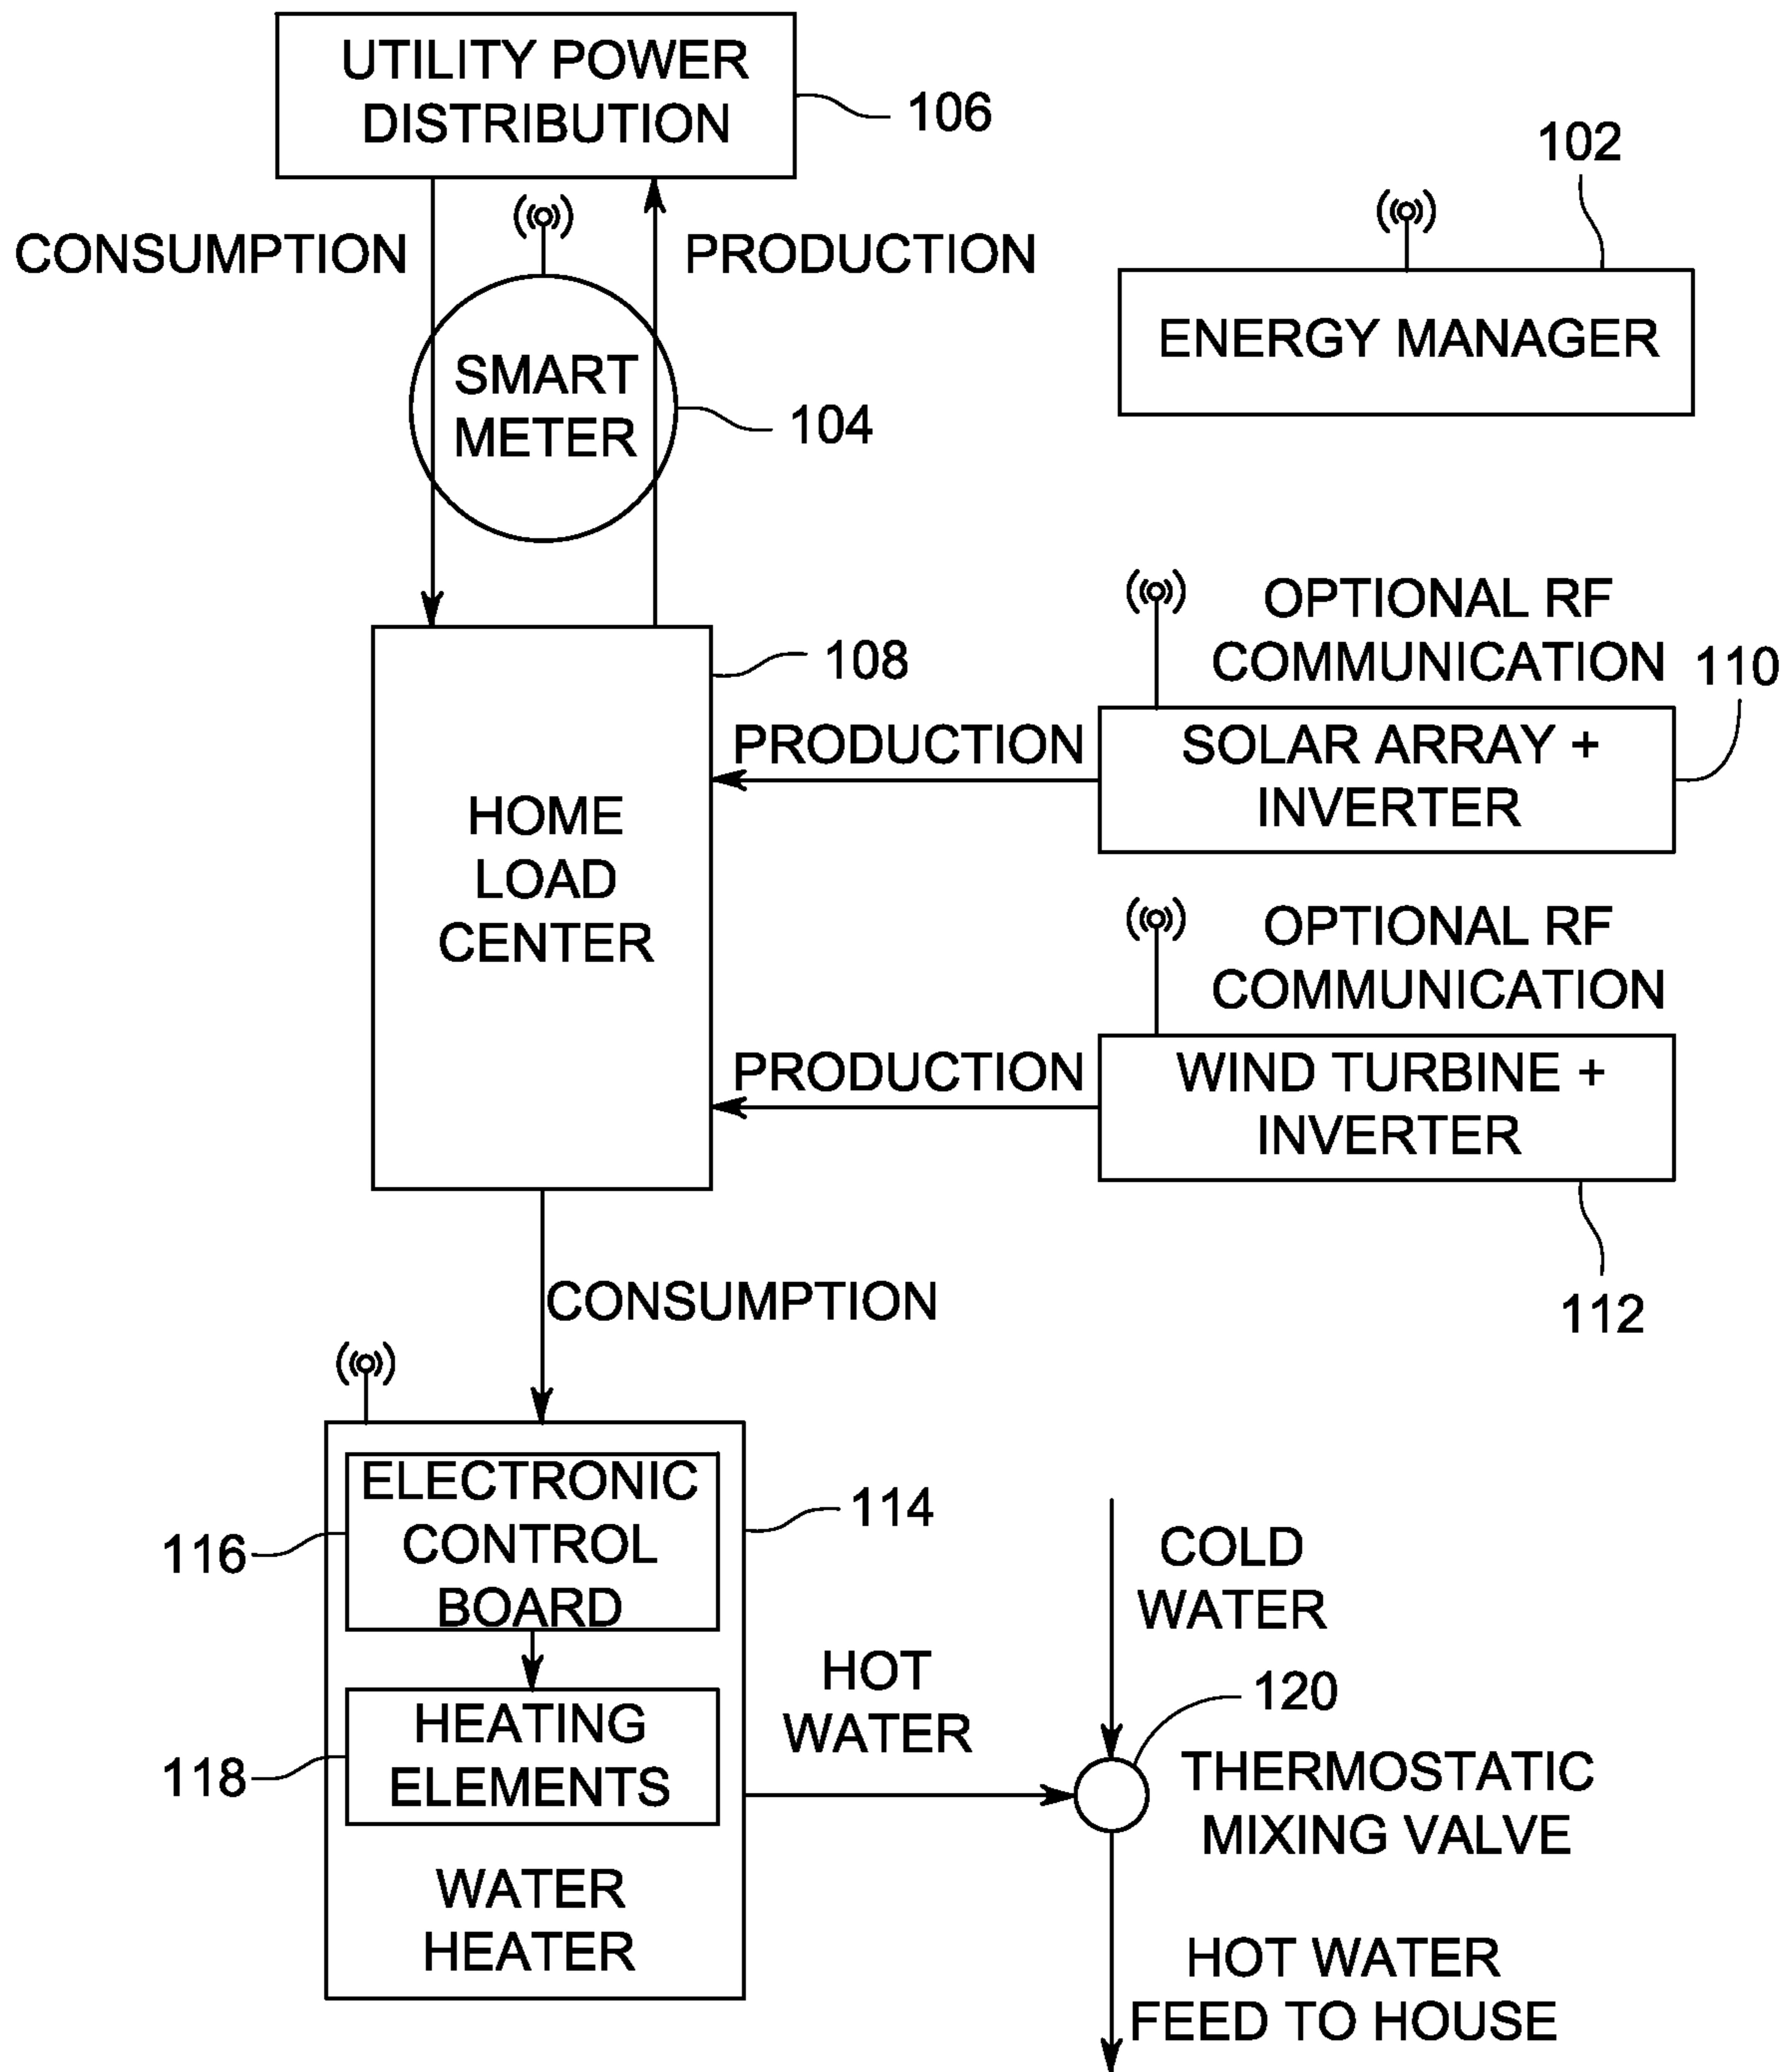 UTILITY POWER
DISTRIBUTION
106
102
CONSUMPTION
PRODUCTION
ENERGY MANAGER
SMART
METER
104
OPTIONAL RF
COMMUNICATION
108
110
PRODUCTION
SOLAR ARRAY +
INVERTER
HOME
LOAD
CENTER
OPTIONAL RF
COMMUNICATION
PRODUCTION
WIND TURBINE +
INVERTER
112
CONSUMPTION
ELECTRONIC
CONTROL
BOARD
114
116
COLD
WATER
HOT
WATER
120
HEATING
ELEMENTS
118
THERMOSTATIC
MIXING VALVE
WATER
HEATER
HOT WATER
FEED TO HOUSE